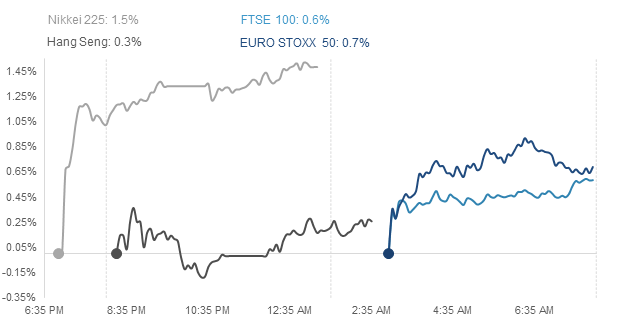 Nikkei 225: 1.5%
FTSE 100: 0.6%
Hang Seng: 0.3%
EURO STOXX 50: 0.7%
1.45%
1.25%
1.05%
0.85%
0.65%
0.45%
0.25%
0.05%
-0.15%
-0.35%
6:35 PM 8:35 PM 10:35 PM 12:35 AM 2:35 AM 4:35 AM 6:35 AM